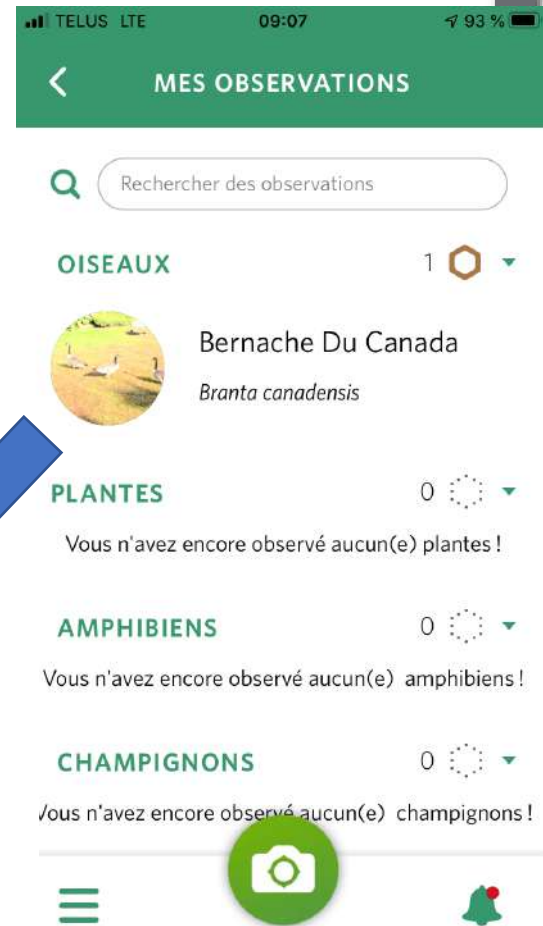 TELUS LTE 09:07 93 %
MES OBSERVATIONS
Rechercher des observations
OISEAUX 1
Bernache Du Canada
Branta canadensis
PLANTES 0
Vous n'avez encore observé aucun(e) plantes !
AMPHIBIENS 0
Vous n'avez encore observé aucun(e) amphibiens !
CHAMPIGNONS 0
Vous n'avez encore observé aucun(e) champignons !